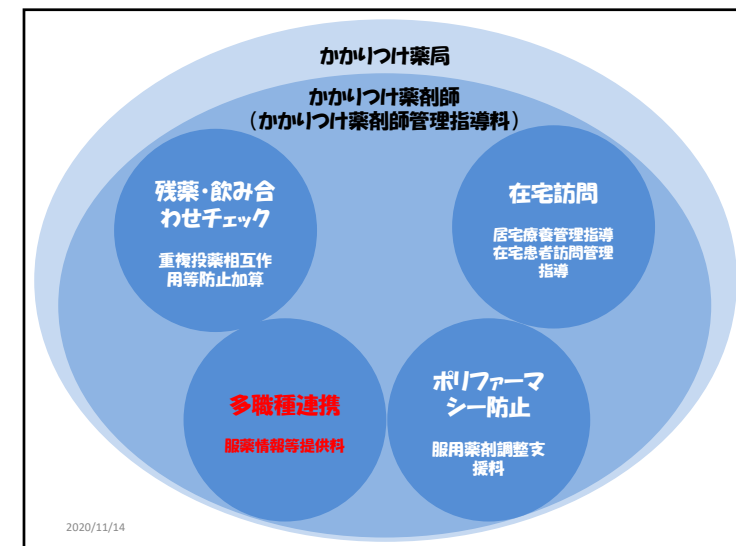 かかりつけ薬局
かかりつけ薬剤師
（かかりつけ薬剤師管理指導料）
残薬・飲み合
わせチェック
重複投薬相互作
用等防止加算
在宅訪問
居宅療養管理指導
在宅患者訪問管理
指導
多職種連携
服薬情報等提供料
ポリファーマ
シー防止
服用薬剤調整支
援料
2020/11/14